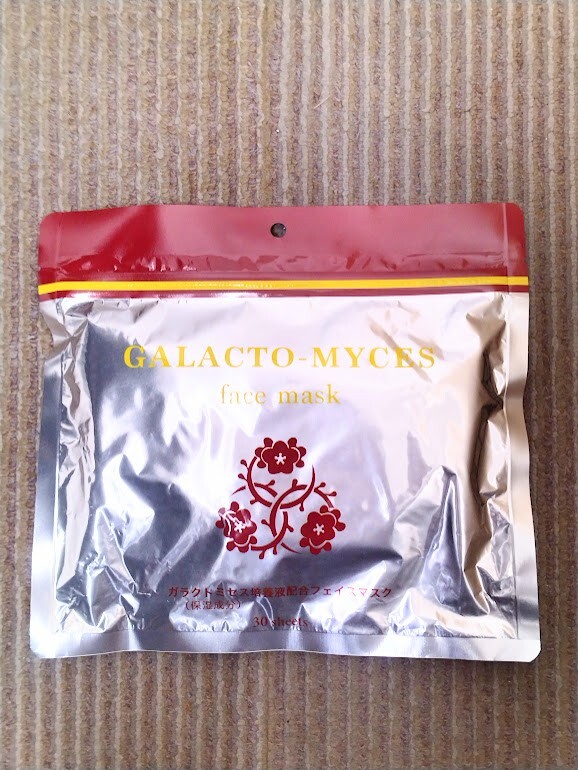 GALACTO-MYCES
face mask
ガラクトミセス培養液配合フェイスマスク
(保湿成分)
30 sheets